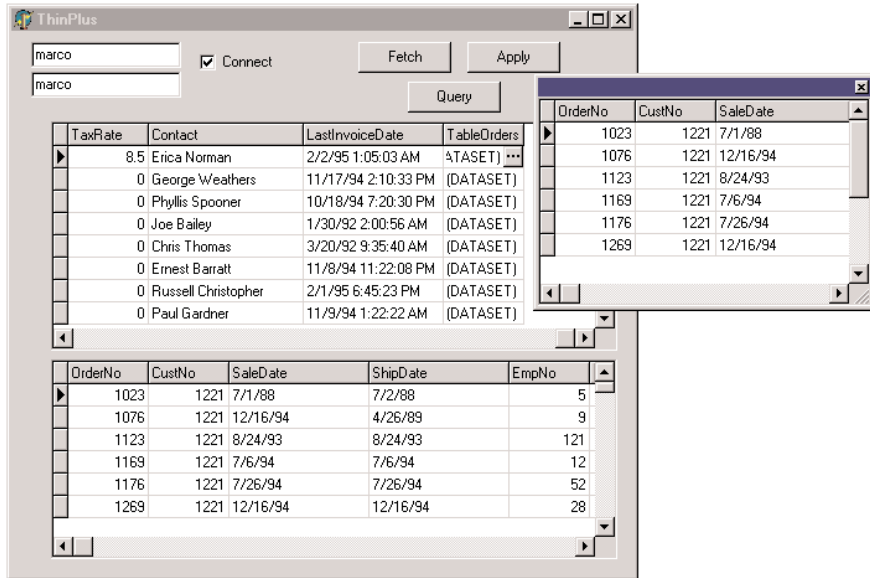 ThinPlus
marco
Connect
Fetch
Apply
marco
Query
TaxRate Contact LastInvoiceDate TableOrders
8.5 Erica Norman 2/2/95 1:05:03 AM ATASET) ...
0 George Weathers 11/17/94 2:10:33 PM (DATASET)
0 Phyllis Spooner 10/18/94 7:20:30 PM (DATASET)
0 Joe Bailey 1/30/92 2:00:56 AM (DATASET)
0 Chris Thomas 3/20/92 9:35:40 AM (DATASET)
0 Ernest Barratt 11/8/94 11:22:08 PM (DATASET)
0 Russell Christopher 2/1/95 6:45:23 PM (DATASET)
0 Paul Gardner 11/9/94 1:22:22 AM (DATASET)
OrderNo CustNo SaleDate
1023 1221 7/1/88
1076 1221 12/16/94
1123 1221 8/24/93
1169 1221 7/6/94
1176 1221 7/26/94
1269 1221 12/16/94
OrderNo CustNo SaleDate ShipDate EmpNo
1023 1221 7/1/88 7/2/88 5
1076 1221 12/16/94 4/26/89 9
1123 1221 8/24/93 8/24/93 121
1169 1221 7/6/94 7/6/94 12
1176 1221 7/26/94 7/26/94 52
1269 1221 12/16/94 12/16/94 28